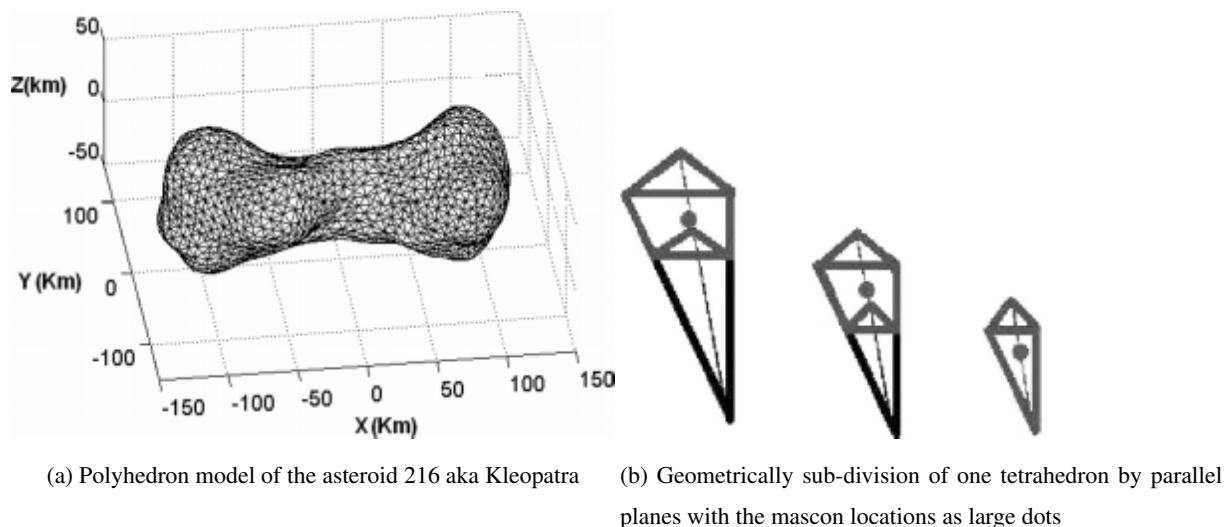 50
Z(km)
0
-50
100
Y (Km)
0
-100
-150
-100
-50
0
50
100
150
X (Km)
(a) Polyhedron model of the asteroid 216 aka Kleopatra
(b) Geometrically sub-division of one tetrahedron by parallel
planes with the mascon locations as large dots